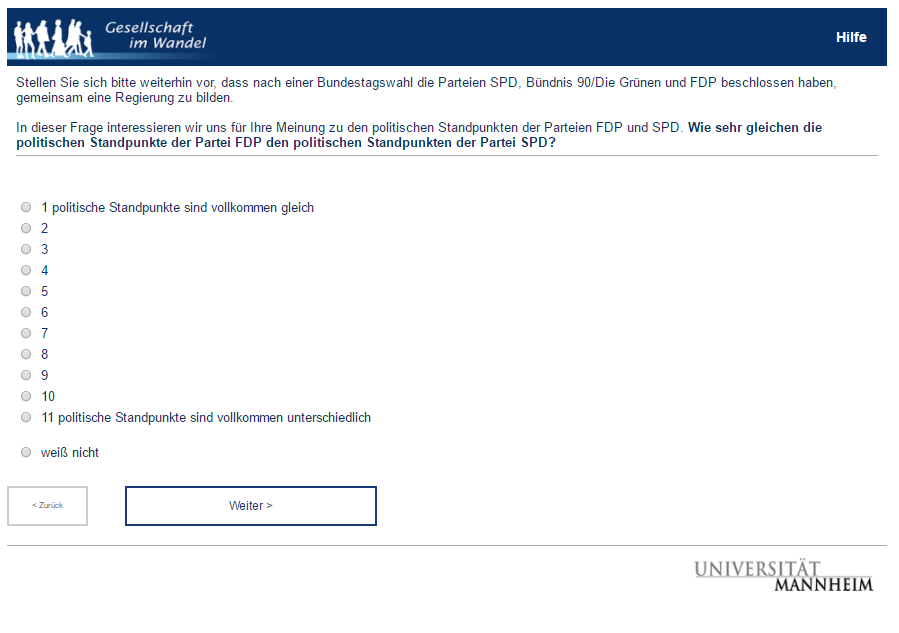 Gesellschaft
im Wandel
Hilfe
Stellen Sie sich bitte weiterhin vor, dass nach einer Bundestagswahl die Parteien SPD, Bündnis 90/Die Grünen und FDP beschlossen haben,
gemeinsam eine Regierung zu bilden.
In dieser Frage interessieren wir uns für Ihre Meinung zu den politischen Standpunkten der Parteien FDP und SPD. Wie sehr gleichen die
politischen Standpunkte der Partei FDP den politischen Standpunkten der Partei SPD?
1 politische Standpunkte sind vollkommen gleich
2
3
4
5
6
7
8
9
10
11 politische Standpunkte sind vollkommen unterschiedlich
weiß nicht
< Zurück
Weiter >
UNIVERSITÄT
MANNHEIM